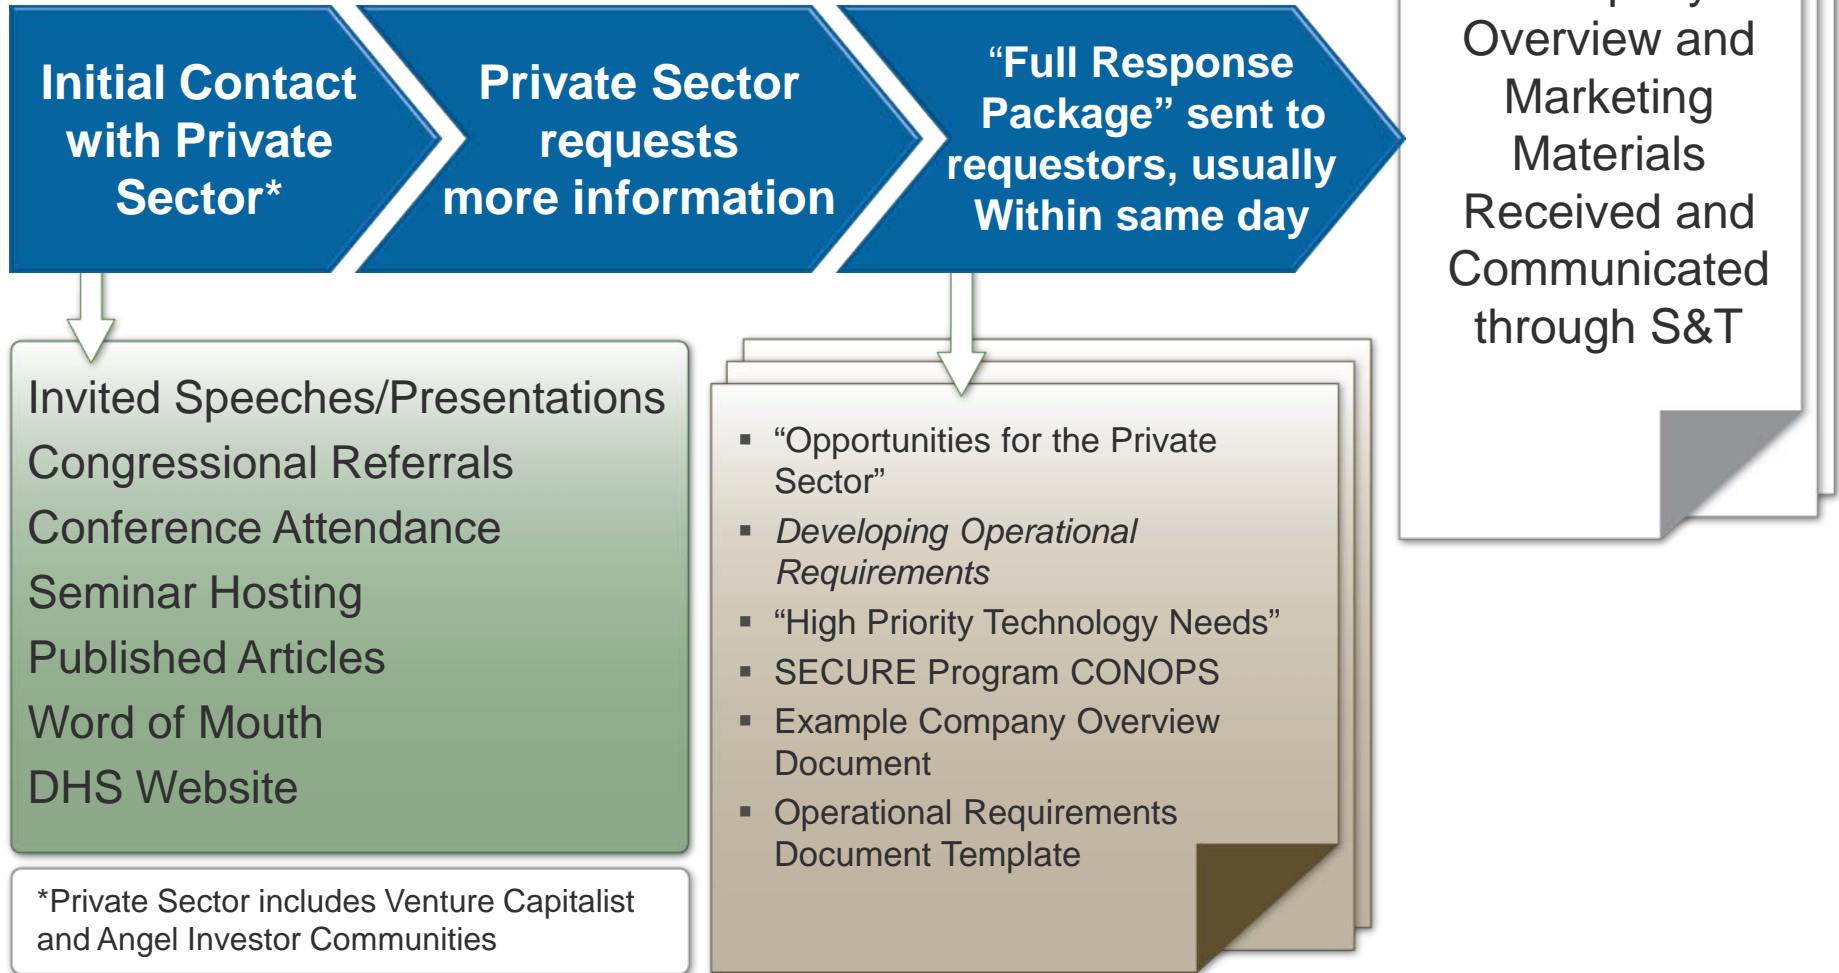 Initial Contact
with Private
Sector*
Private Sector
requests
more information
“Full Response
Package” sent to
requestors, usually
Within same day
Overview and
Marketing
Materials
Received and
Communicated
through S&T
Invited Speeches/Presentations
Congressional Referrals
Conference Attendance
Seminar Hosting
Published Articles
Word of Mouth
DHS Website
*Private Sector includes Venture Capitalist
and Angel Investor Communities
▪ “Opportunities for the Private
Sector”
▪ Developing Operational
Requirements
▪ “High Priority Technology Needs”
▪ SECURE Program CONOPS
▪ Example Company Overview
Document
▪ Operational Requirements
Document Template